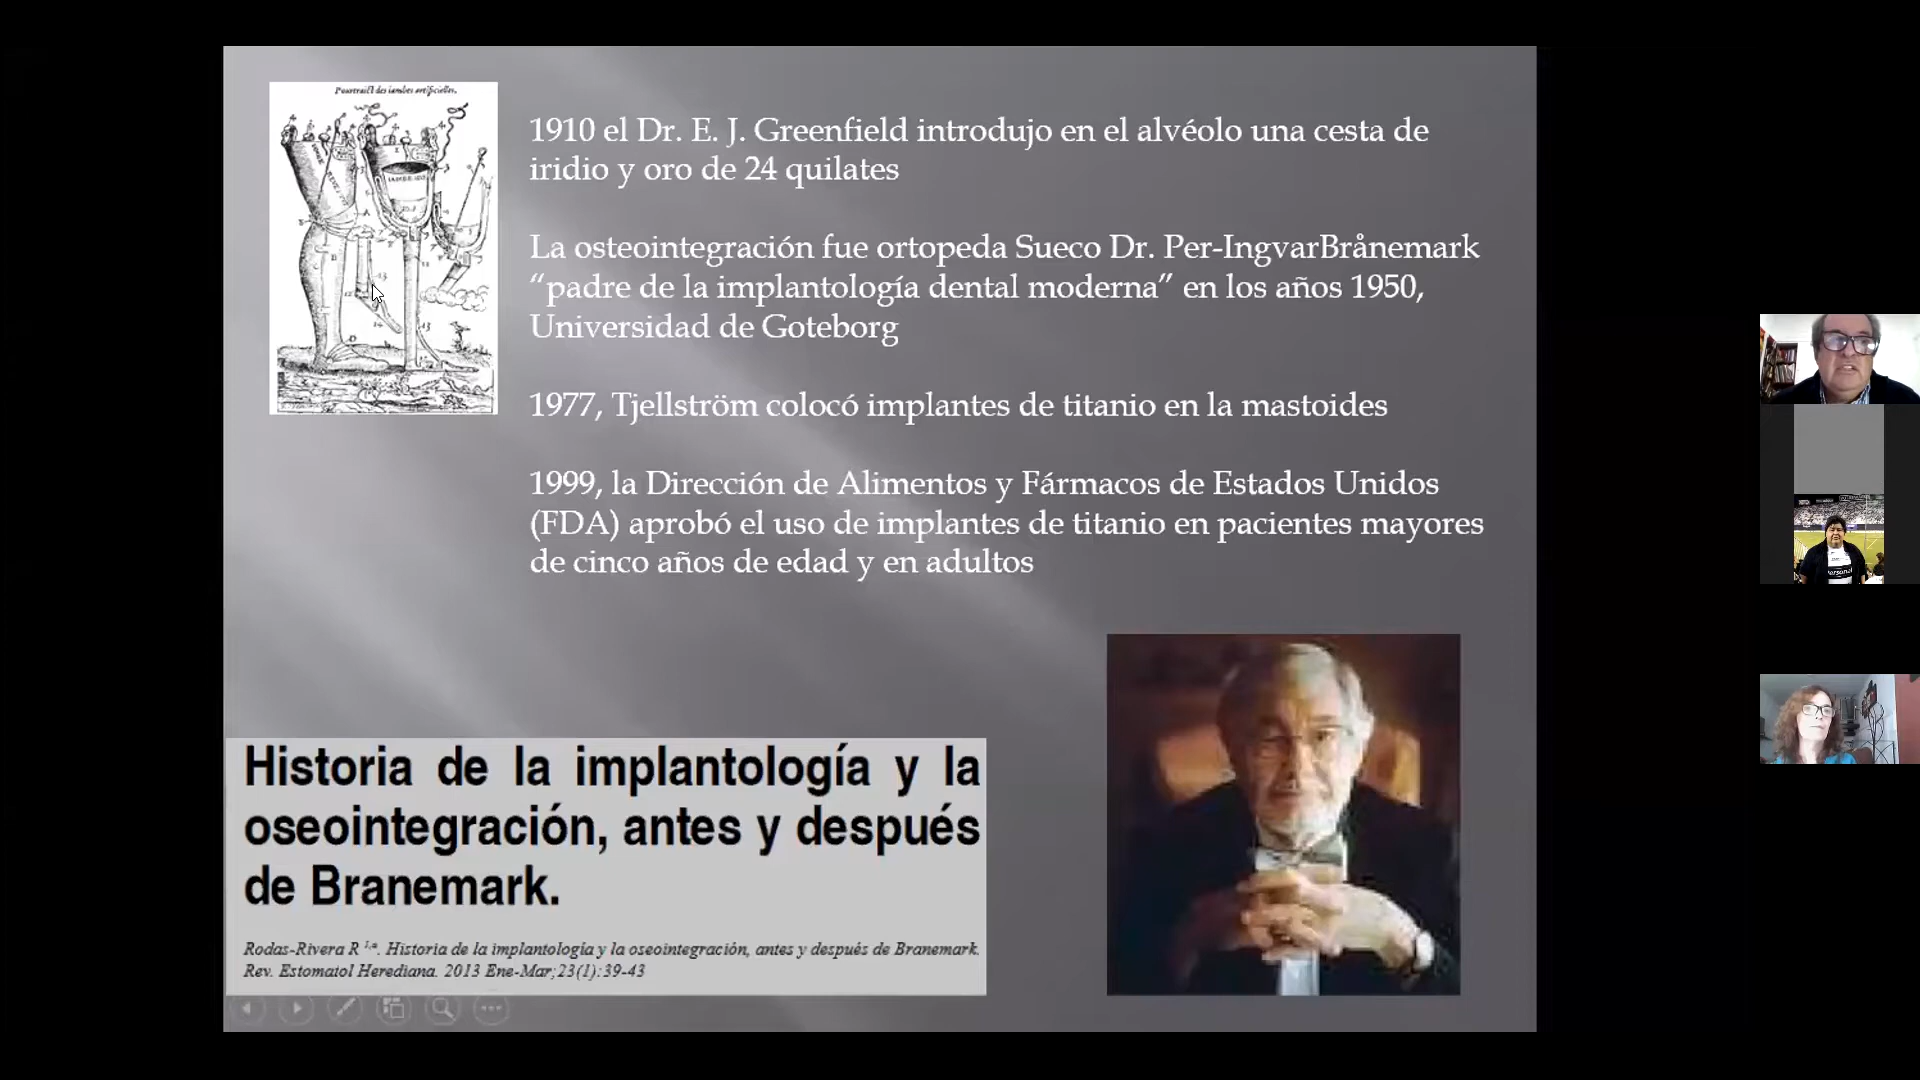 Pourtraict des iambes artificielles.
1910 el Dr. E. J. Greenfield introdujo en el alvéolo una cesta de
iridio y oro de 24 quilates
La osteointegración fue ortopeda Sueco Dr. Per-IngvarBrånemark
“padre de la implantología dental moderna” en los años 1950,
Universidad de Goteborg
1977, Tjellström colocó implantes de titanio en la mastoides
1999, la Dirección de Alimentos y Fármacos de Estados Unidos
(FDA) aprobó el uso de implantes de titanio en pacientes mayores
de cinco años de edad y en adultos
Historia de la implantología y la
oseointegración, antes y después
de Branemark.
Rodas-Rivera R ¹,ª. Historia de la implantología y la oseointegración, antes y después de Branemark.
Rev. Estomatol Herediana. 2013 Ene-Mar;23(1):39-43